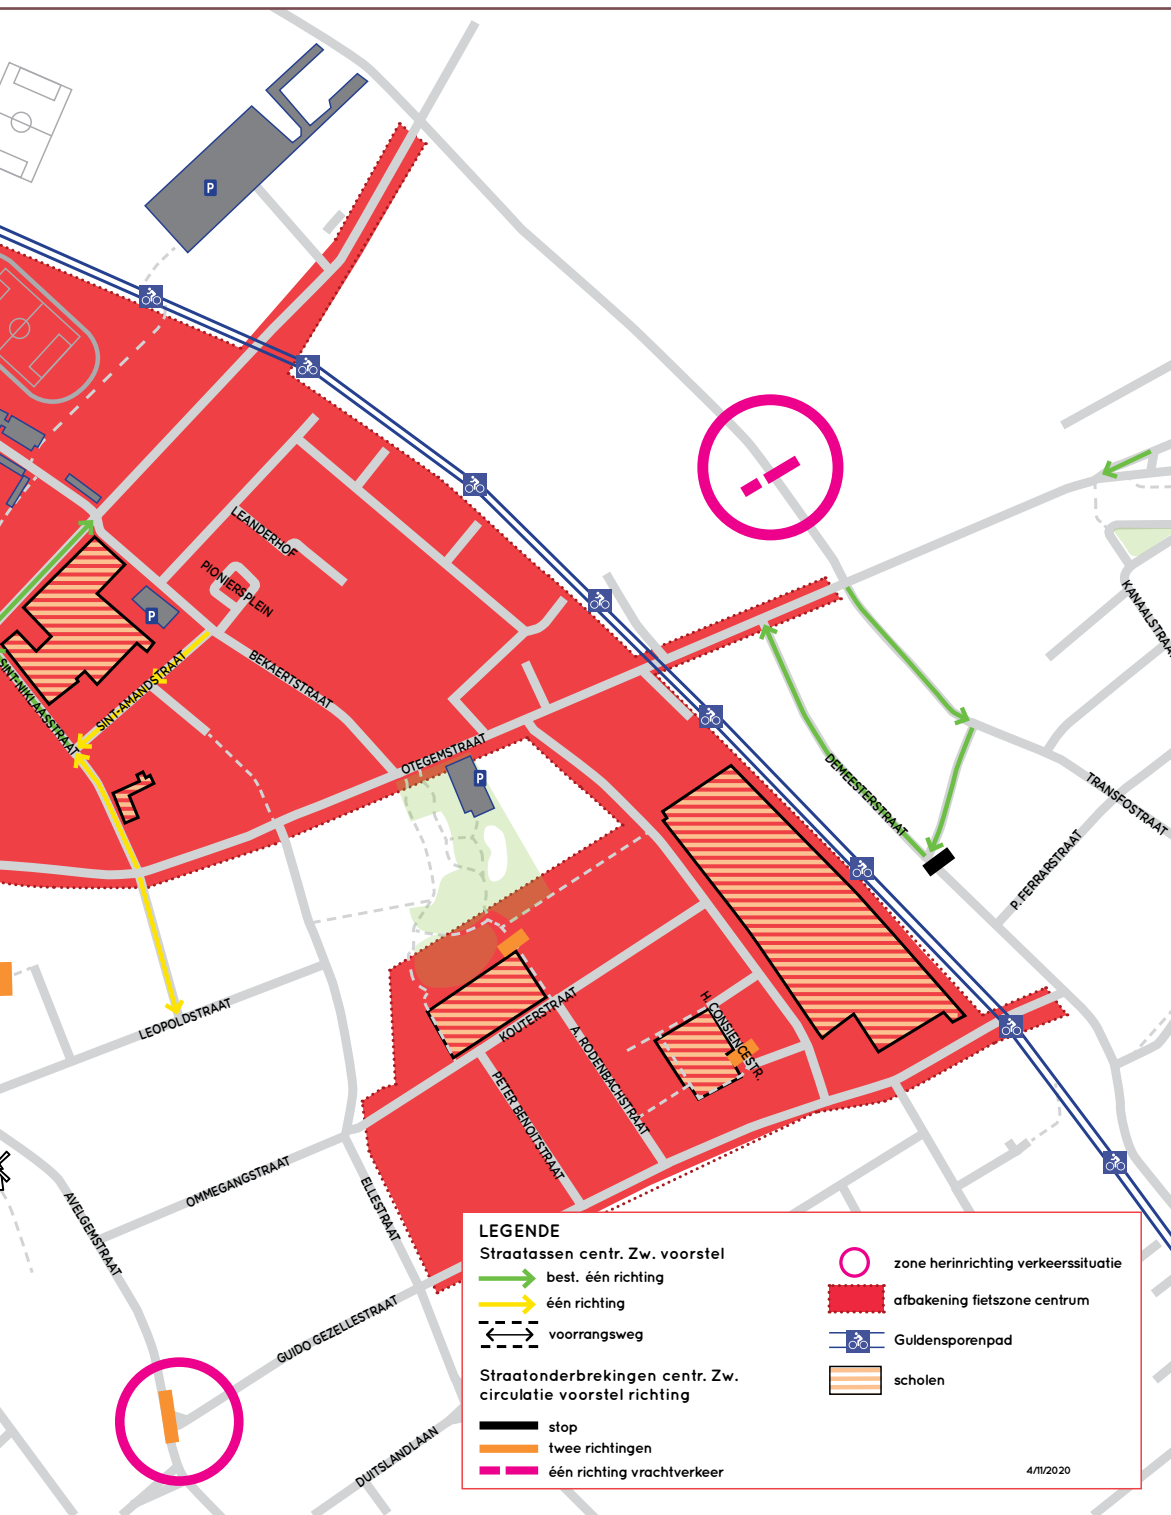 P
LEANDERHOF
PIONIERSPLEIN
P
SINT-NIKLAASSTRAAT
SINT-AMANDSTRAAT
BEKAERTSTRAAT
OTEGEMSTRAAT
P
KANAALSTRAAT
DEMEESTERSTRAAT
TRANSFOSTRAAT
P. FERRARSTRAAT
LEOPOLDSTRAAT
KOUTERSTRAAT
H. CONSIENCESTR.
A. RODENBACHSTRAAT
PETER BENOITSTRAAT
OMMEGANGSTRAAT
ELLESTRAAT
AVELGEMSTRAAT
GUIDO GEZELLESTRAAT
DUITSLANDLAAN
LEGENDE
Straatassen centr. Zw. voorstel
best. één richting
één richting
voorrangsweg
Straatonderbrekingen centr. Zw.
circulatie voorstel richting
stop
twee richtingen
één richting vrachtverkeer
zone herinrichting verkeerssituatie
afbakening fietszone centrum
Guldensporenpad
scholen
4/11/2020